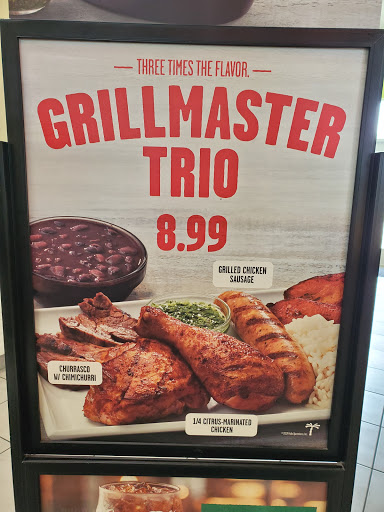 THREE TIMES THE FLAVOR.
GRILLMASTER
TRIO
8.99
GRILLED CHICKEN
SAUSAGE
CHURRASCO
W/ CHIMICHURRI
1/4 CITRUS-MARINATED
CHICKEN